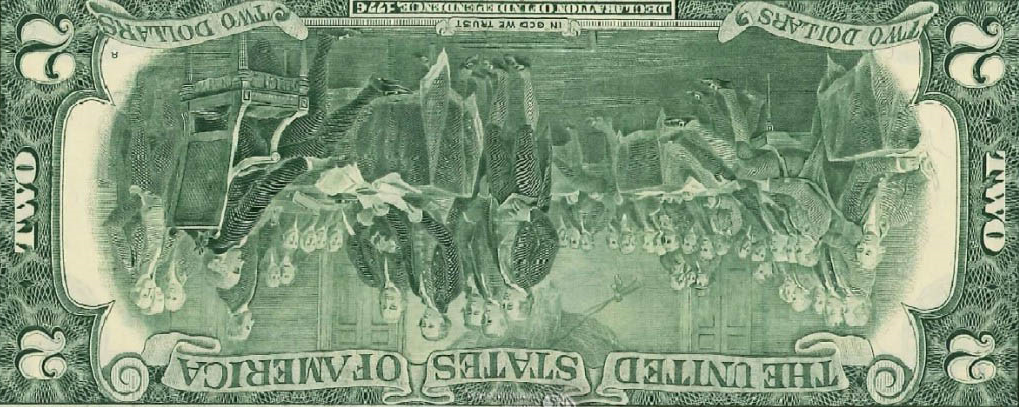 2
THE UNITED STATES OF AMERICA
2
TWO
TWO
2
TWO DOLLARS
IN GOD WE TRUST
DECLARATION OF INDEPENDENCE, 1776
TWO DOLLARS
2